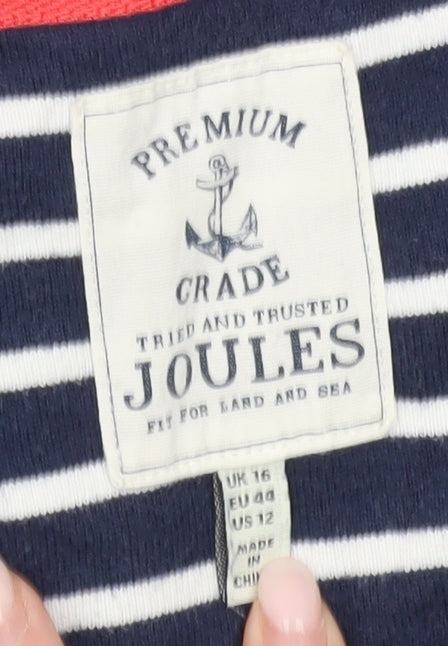 PREMIUM
GRADE
TRIED AND TRUSTED
JOULES
FIT FOR LAND AND SEA
UK 16
EU 44
US 12
MADE
IN